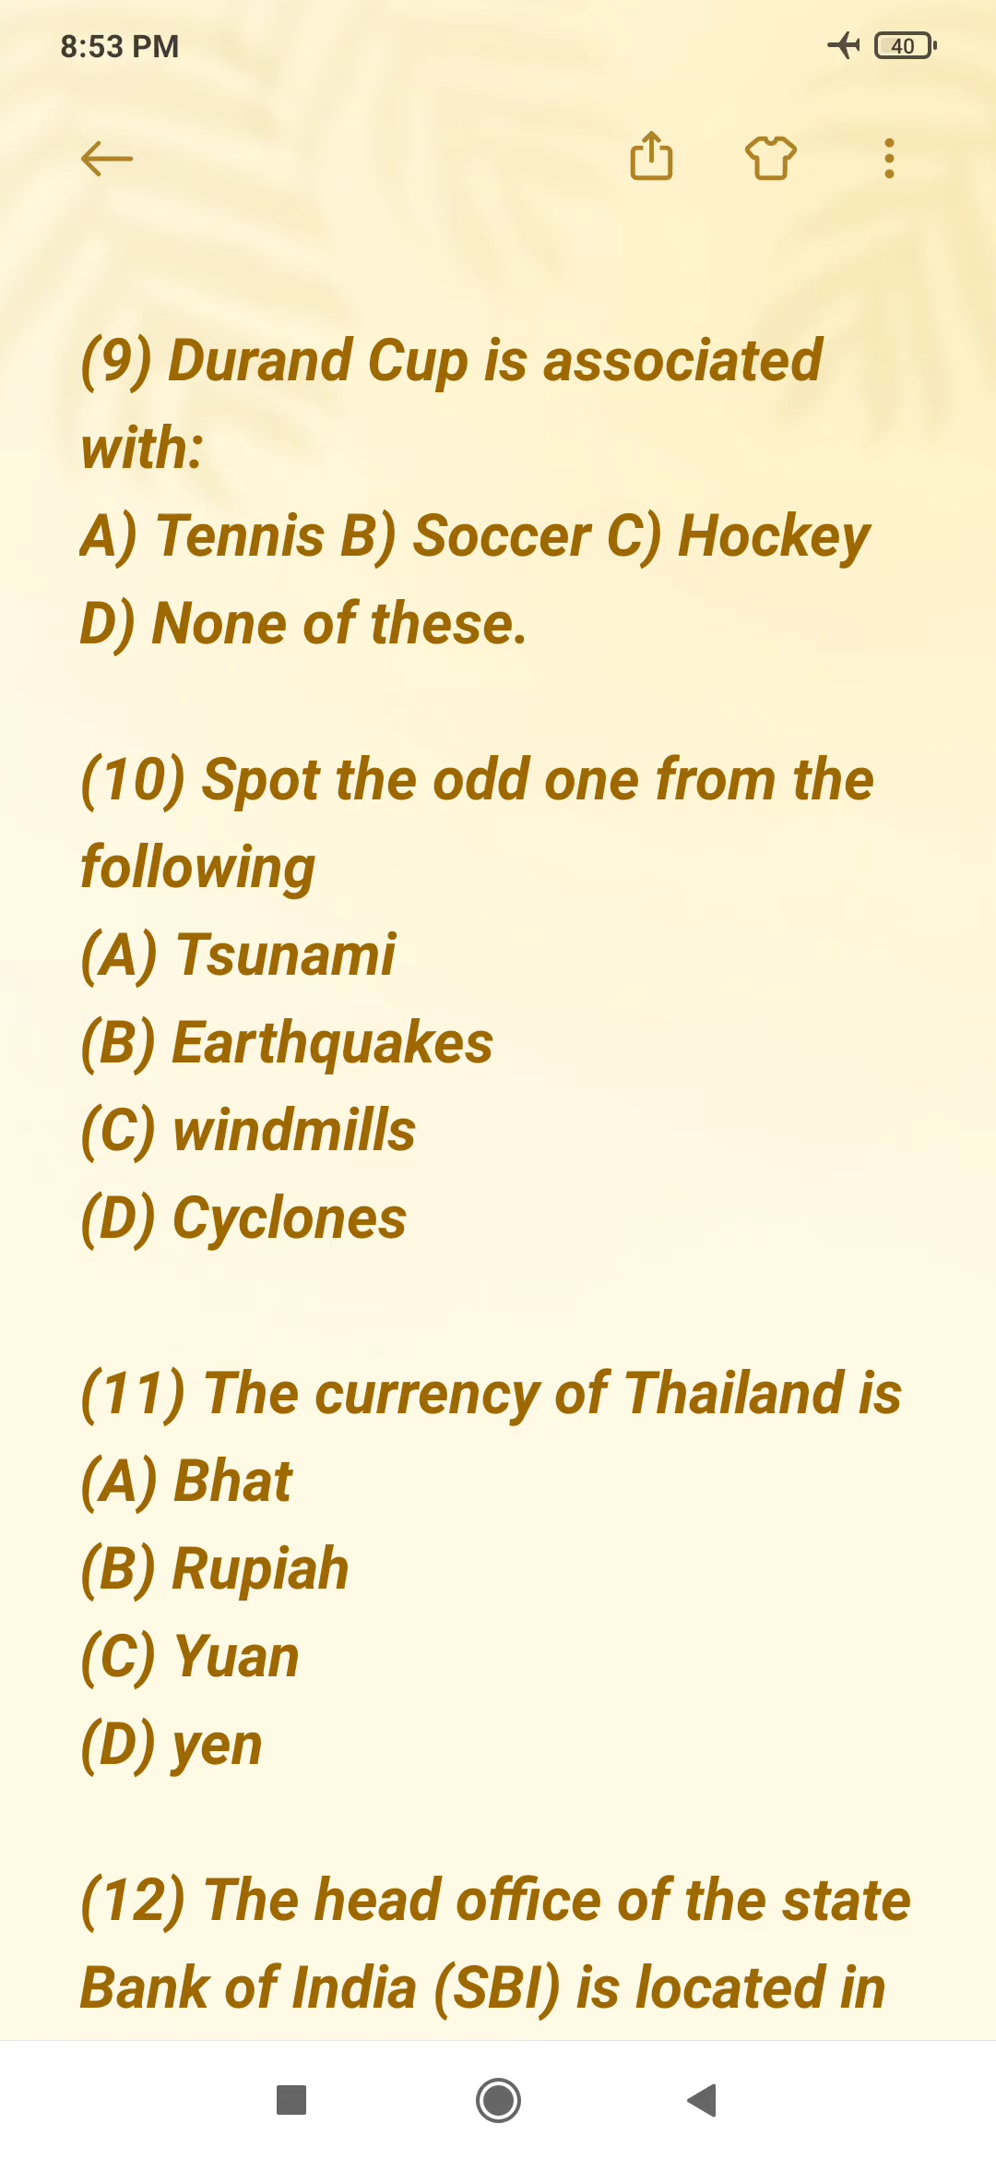 8:53 PM
40
(9) Durand Cup is associated
with:
A) Tennis B) Soccer C) Hockey
D) None of these.
(10) Spot the odd one from the
following
(A) Tsunami
(B) Earthquakes
(C) windmills
(D) Cyclones
(11) The currency of Thailand is
(A) Bhat
(B) Rupiah
(C) Yuan
(D) yen
(12) The head office of the state
Bank of India (SBI) is located in